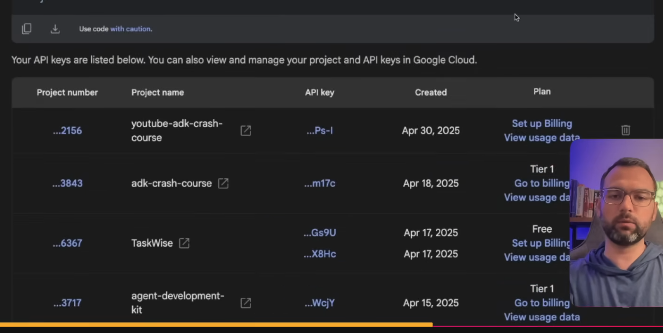 Use code with caution.
Your API keys are listed below. You can also view and manage your project and API keys in Google Cloud.
Project number Project name API key Created Plan
...2156 youtube-adk-crash-course ...Ps-I Apr 30, 2025 Set up Billing
View usage data
...3843 adk-crash-course ...m17c Apr 18, 2025 Tier 1
Go to billing
View usage data
...6367 TaskWise ...Gs9U Apr 17, 2025 Free
...X8Hc Apr 17, 2025 Set up Billing
View usage da
...3717 agent-development-kit ...WcjY Apr 15, 2025 Tier 1
Go to billing
View usage data